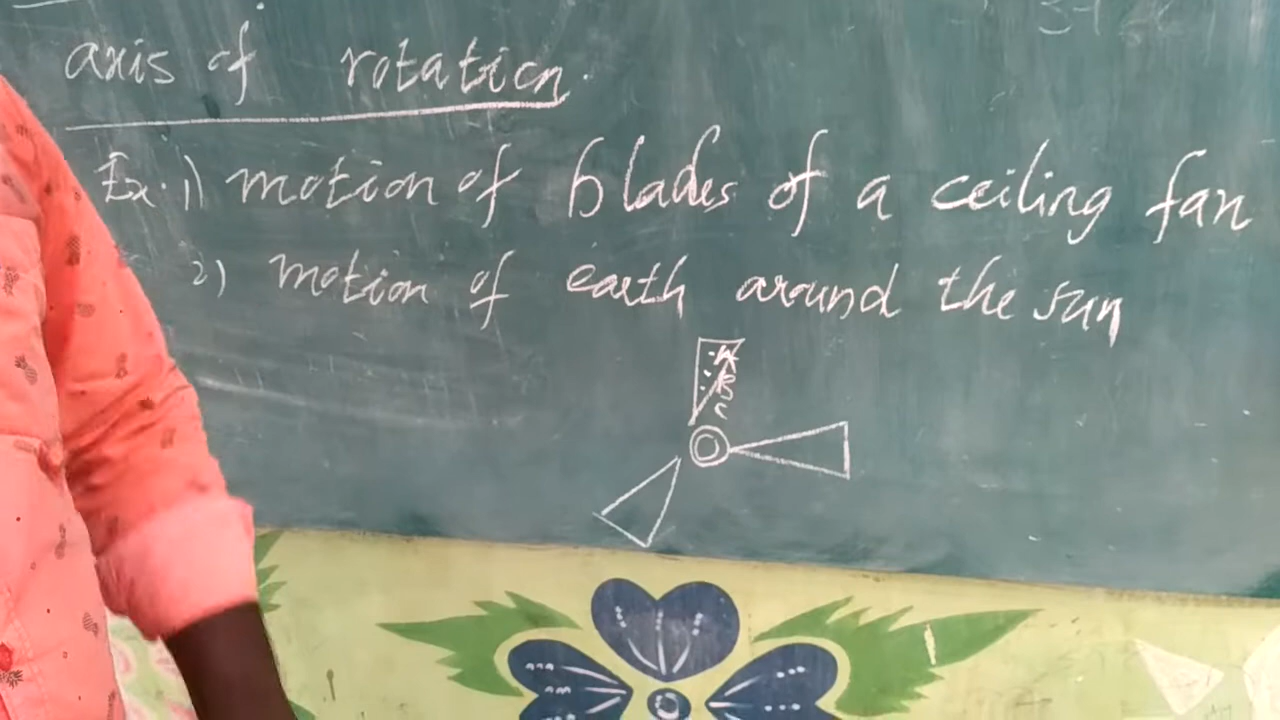 axis of rotation.
Ex. 1) motion of blades of a ceiling fan
2) motion of earth around the sun
A
B
C